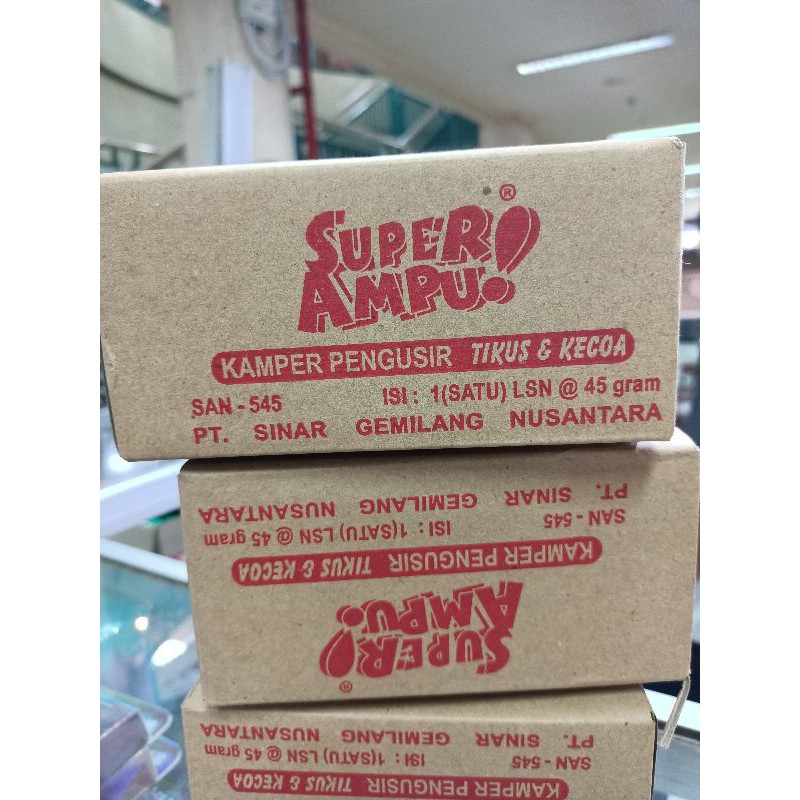 SUPER ®
AMPU!
KAMPER PENGUSIR TIKUS & KECOA
SAN - 545 ISI : 1(SATU) LSN @ 45 gram
PT. SINAR GEMILANG NUSANTARA
PT. SINAR GEMILANG NUSANTARA
SAN - 545 ISI : 1(SATU) LSN @ 45 gram
KAMPER PENGUSIR TIKUS & KECOA
SUPER
AMPU!
®
PT. SINAR GEMILANG NUSANTARA
SAN - 545 ISI : 1(SATU) LSN @ 45 gram
KAMPER PENGUSIR TIKUS & KECOA